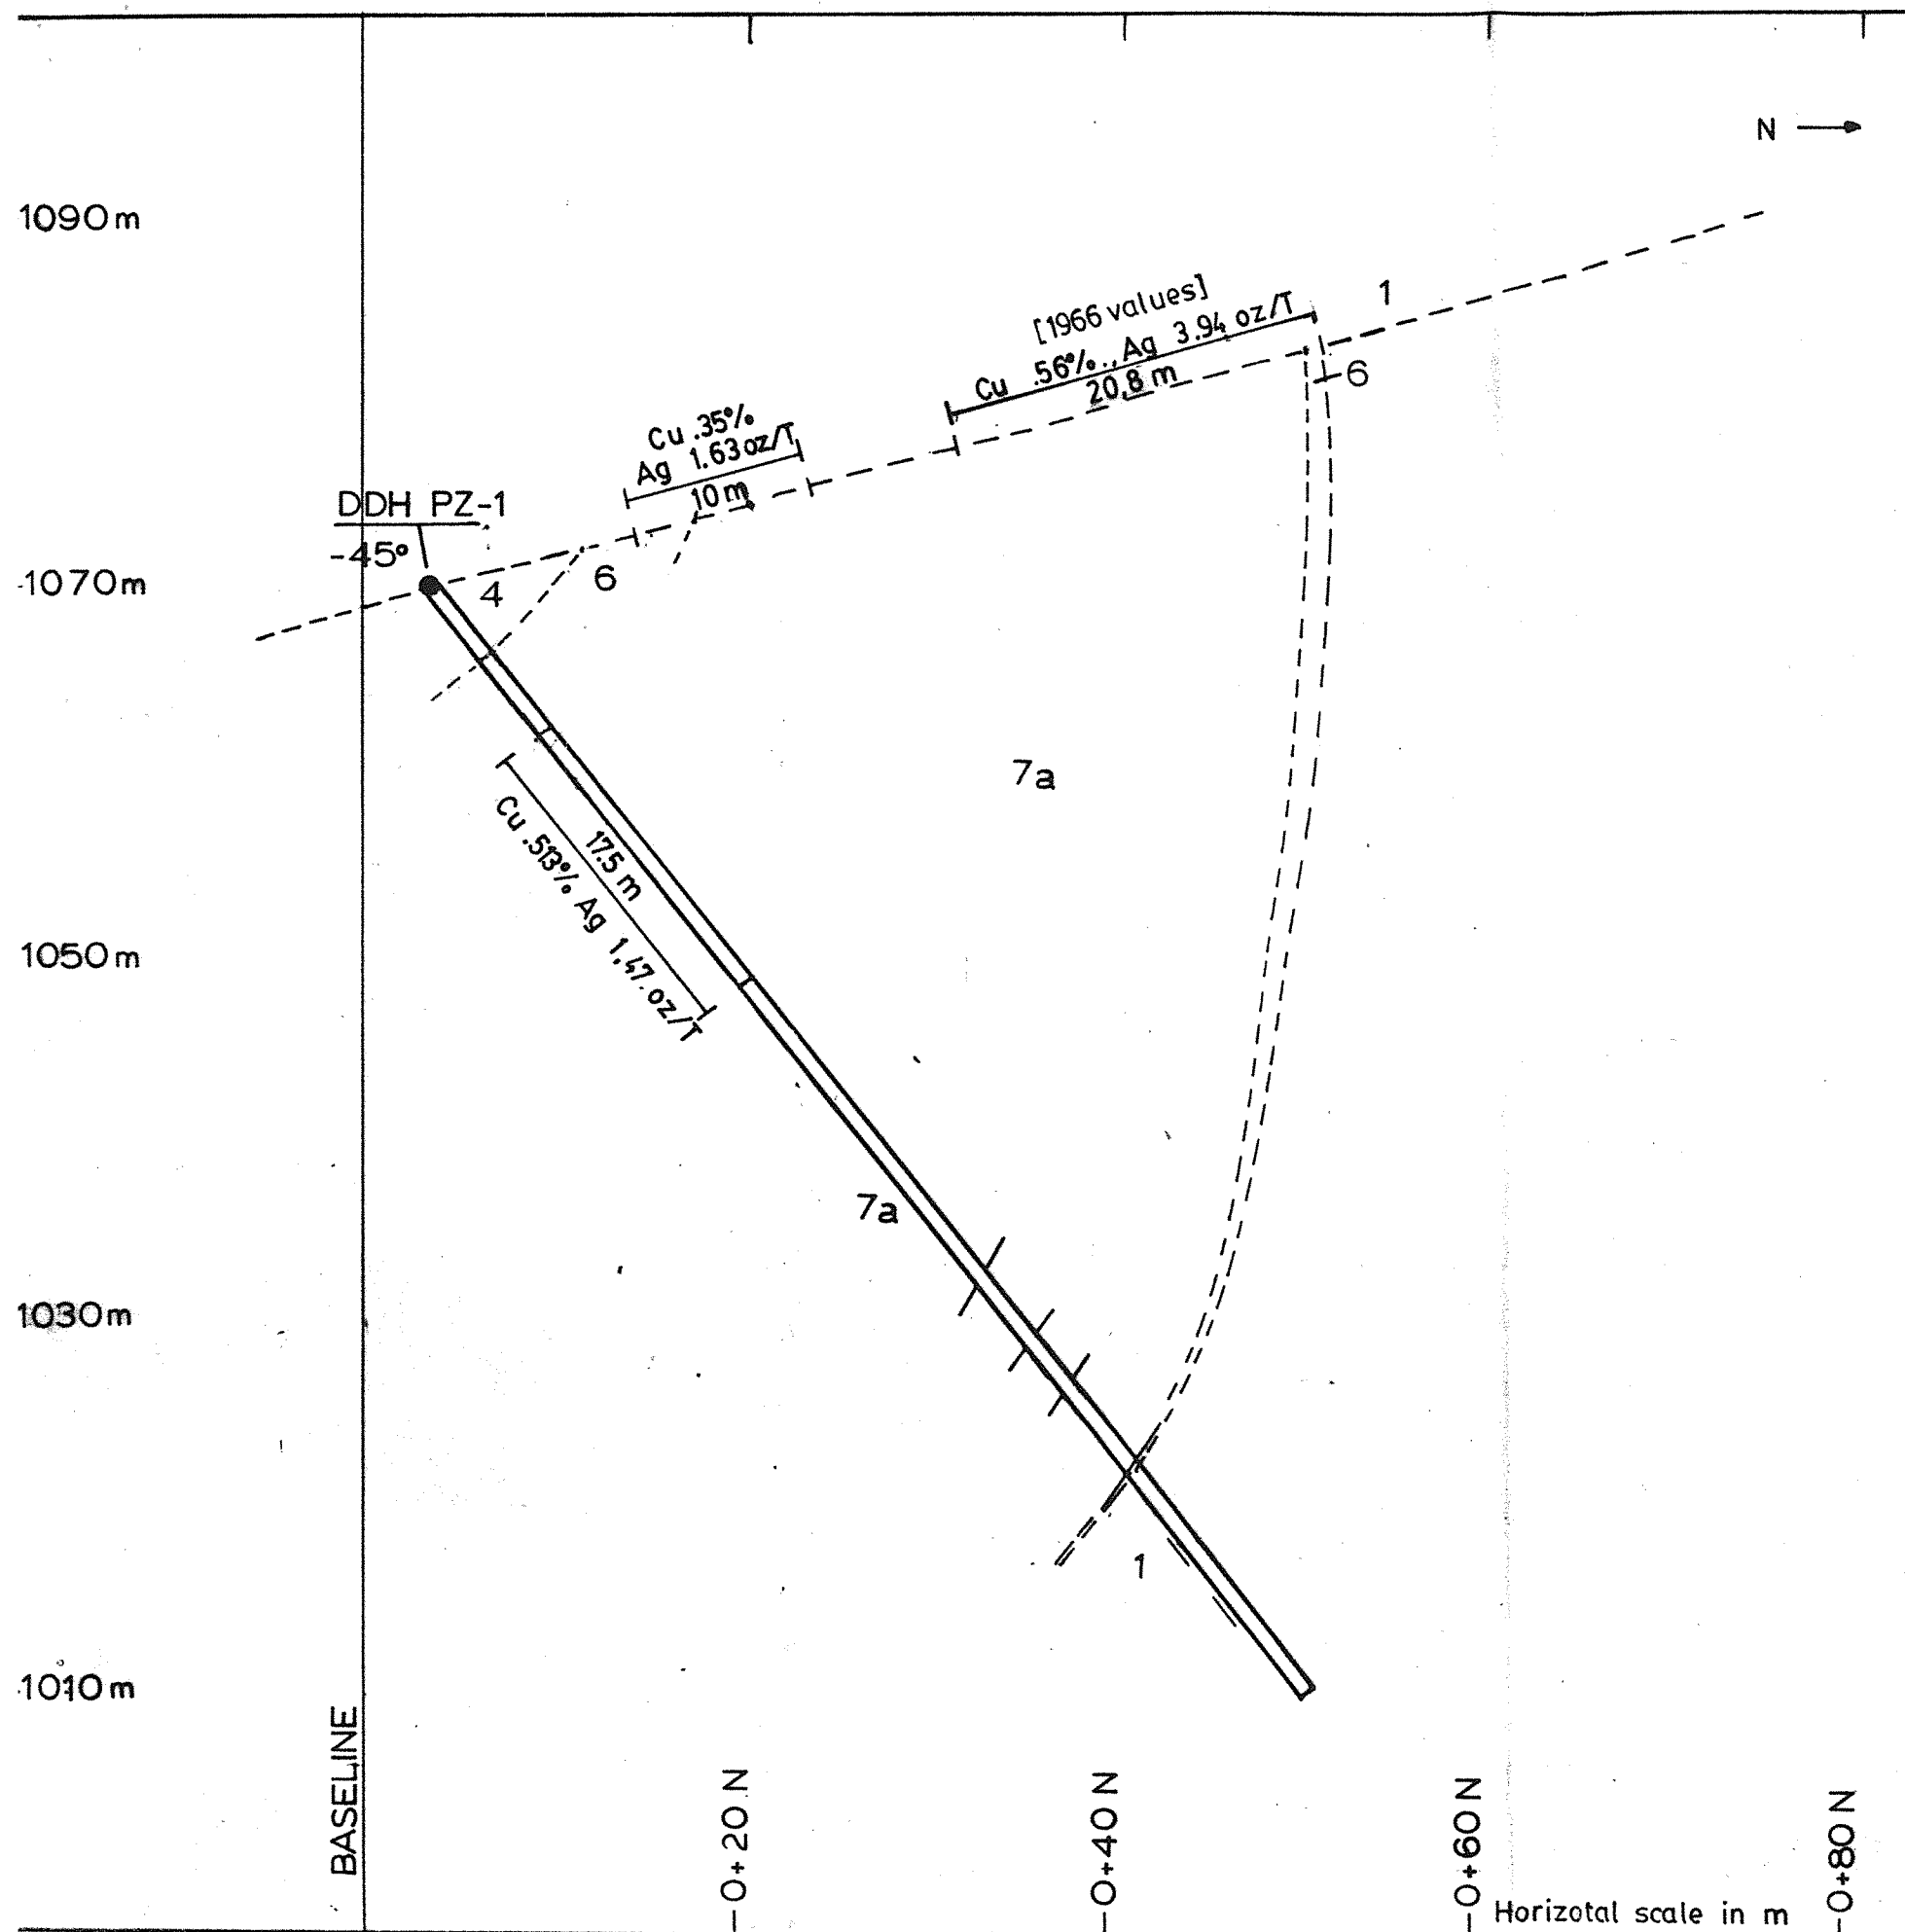 N
1090m
[1966 values]
Cu .56%., Ag 3.94 oz/T
20,8 m
1
6
Cu .35%
Ag 1.63 oz/T
10 m
DDH PZ-1
-45°
1070m
4
6
7a
17.5 m
Cu .513% Ag 1,47.oz/T
1050m
7a
1030m
1
1010m
BASELINE
0+20 N
0+40 N
0+60 N
0+80 N
Horizotal scale in m